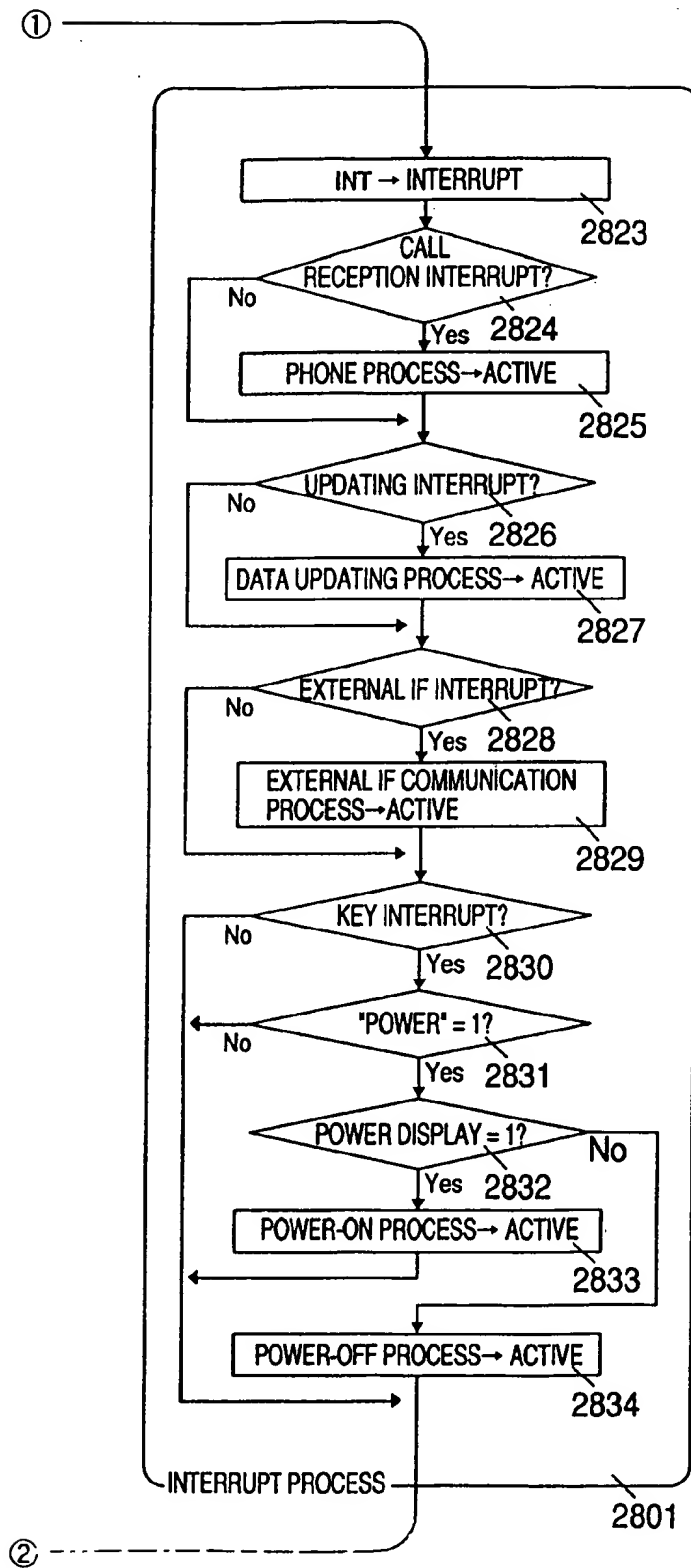 ①
INT → INTERRUPT
2823
CALL
RECEPTION INTERRUPT?
2824
No
Yes
PHONE PROCESS→ACTIVE
2825
UPDATING INTERRUPT?
2826
No
Yes
DATA UPDATING PROCESS→ ACTIVE
2827
EXTERNAL IF INTERRUPT?
2828
No
Yes
EXTERNAL IF COMMUNICATION
PROCESS→ACTIVE
2829
KEY INTERRUPT?
2830
No
Yes
"POWER" = 1?
2831
No
Yes
POWER DISPLAY = 1?
2832
No
Yes
POWER-ON PROCESS→ ACTIVE
2833
POWER-OFF PROCESS→ ACTIVE
2834
INTERRUPT PROCESS
2801
②